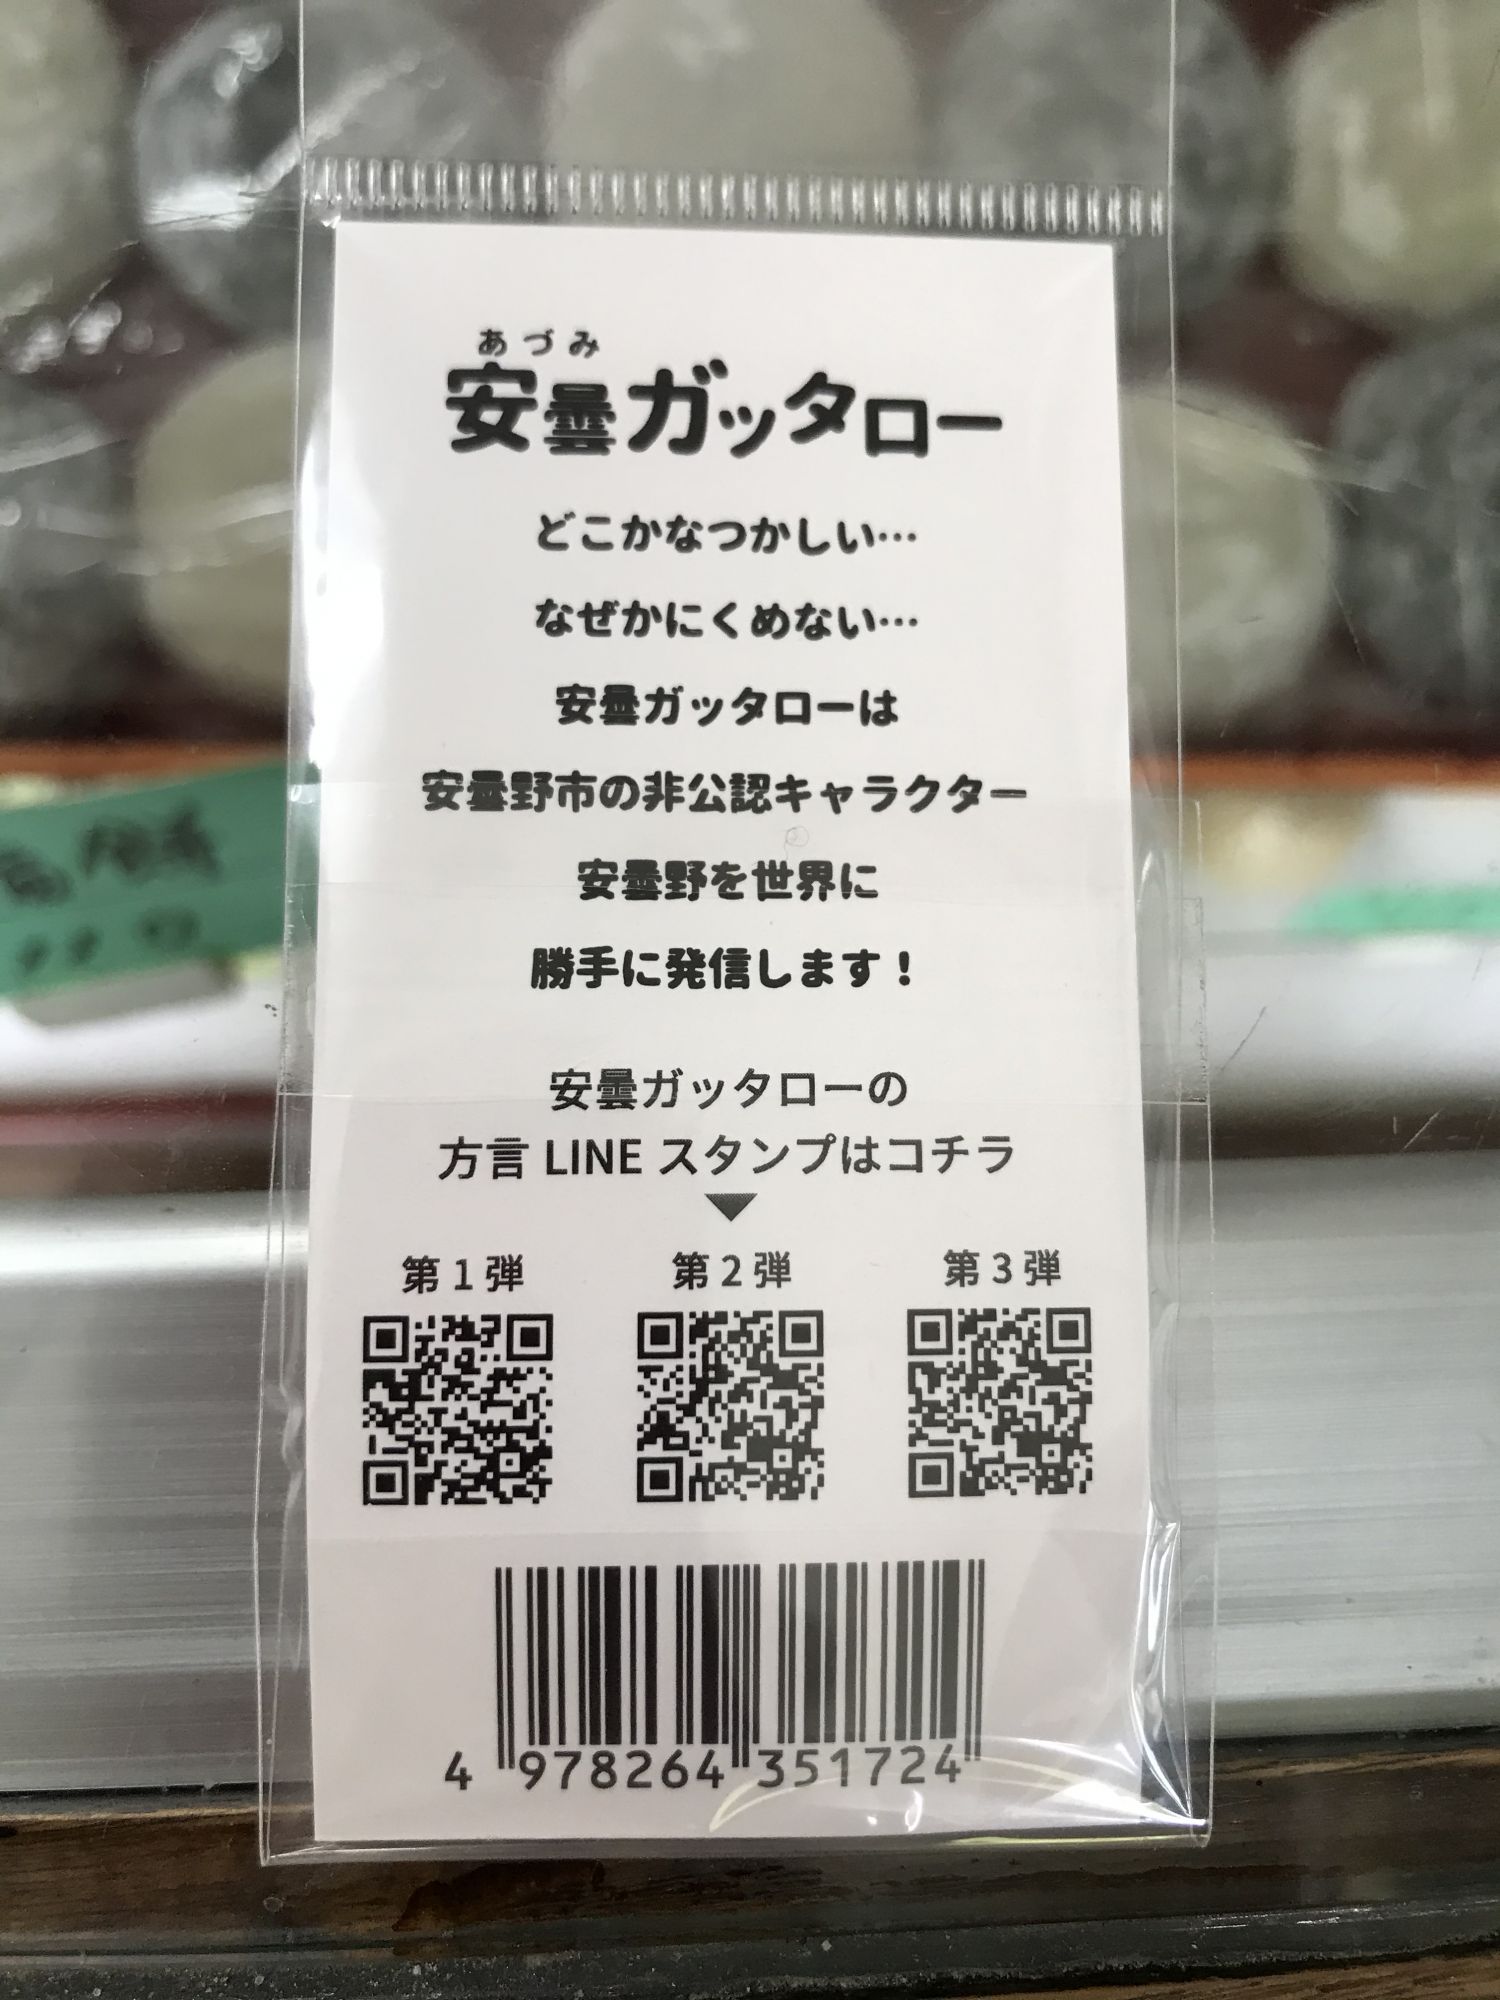 あづみ
安曇ガッタロー
どこかなつかしい…
なぜかにくめない…
安曇ガッタローは
安曇野市の非公認キャラクター
安曇野を世界に
勝手に発信します！
安曇ガッタローの
方言 LINE スタンプはコチラ
第1弾 第2弾 第3弾
4 978264 351724